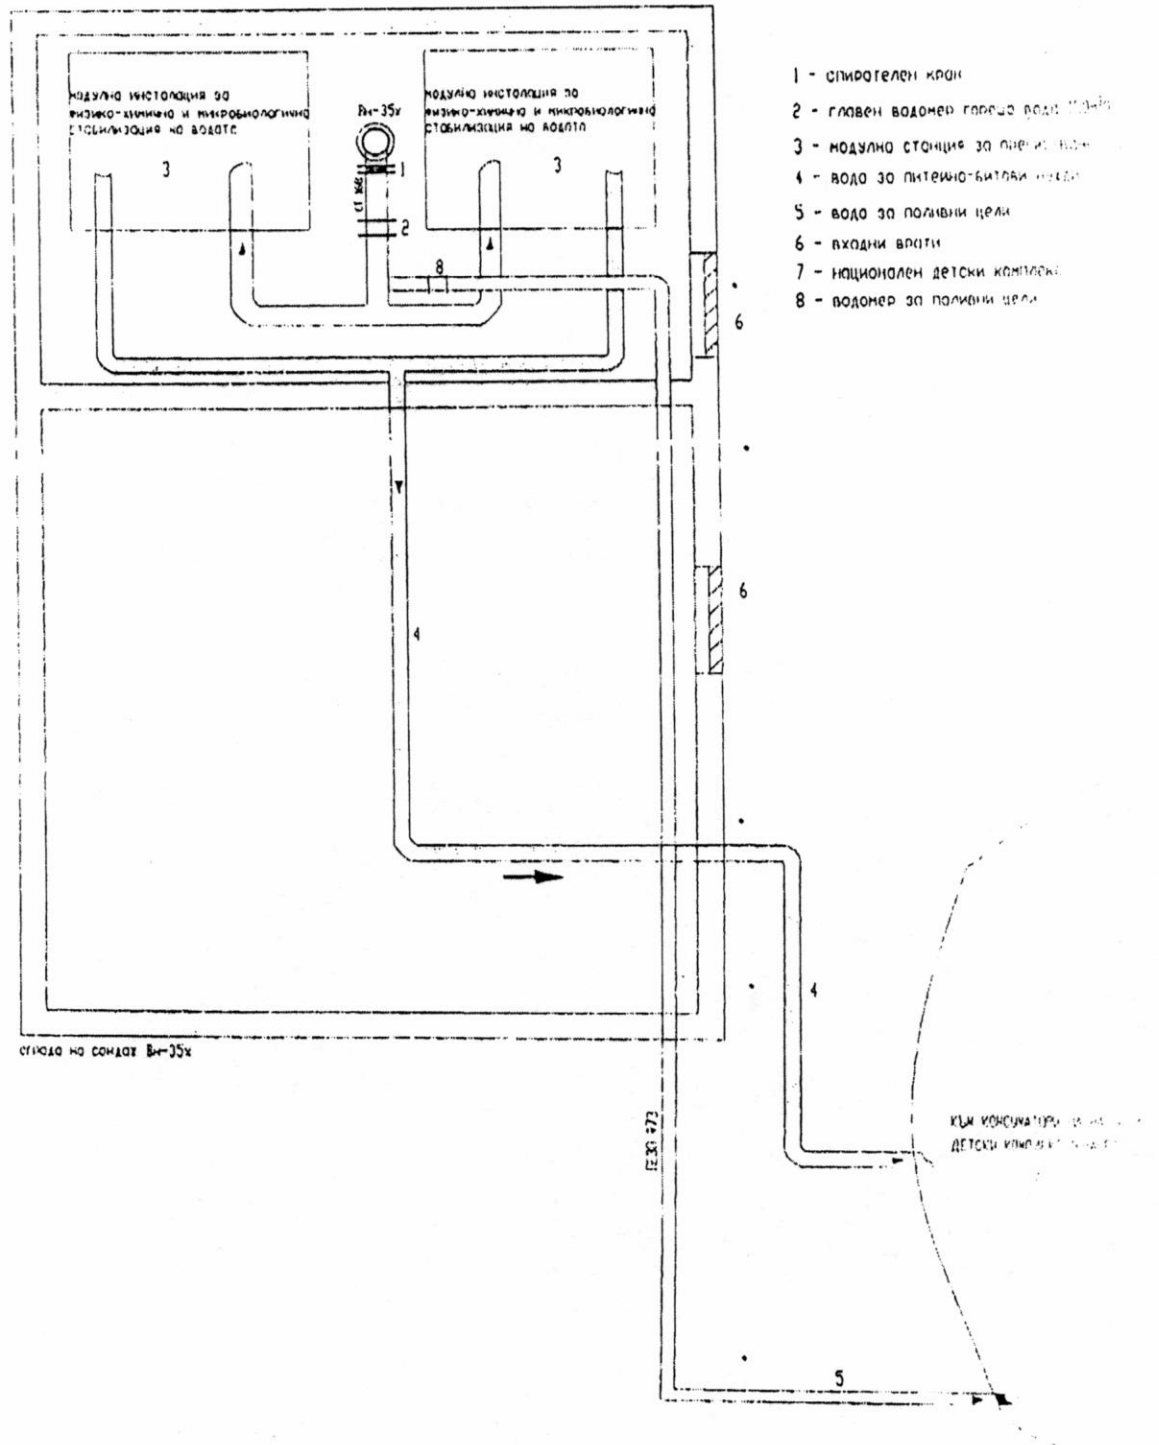 модулна инсталация за
физико-химична и микробиологична
стабилизация на водата
3
Вн-35х
1
2
модулна инсталация за
физико-химична и микробиологична
стабилизация на водата
3
8
6
6
4
4
5
сграда на сондаж Вн-35х
1 - спирателен кран
2 - главен водомер гореща вода
3 - модулна станция за
4 - вода за питейно-битови нужди
5 - вода за поливни цели
6 - входни врати
7 - национален детски комплекс
8 - водомер за поливни цели
към консуматори
детски комплекс